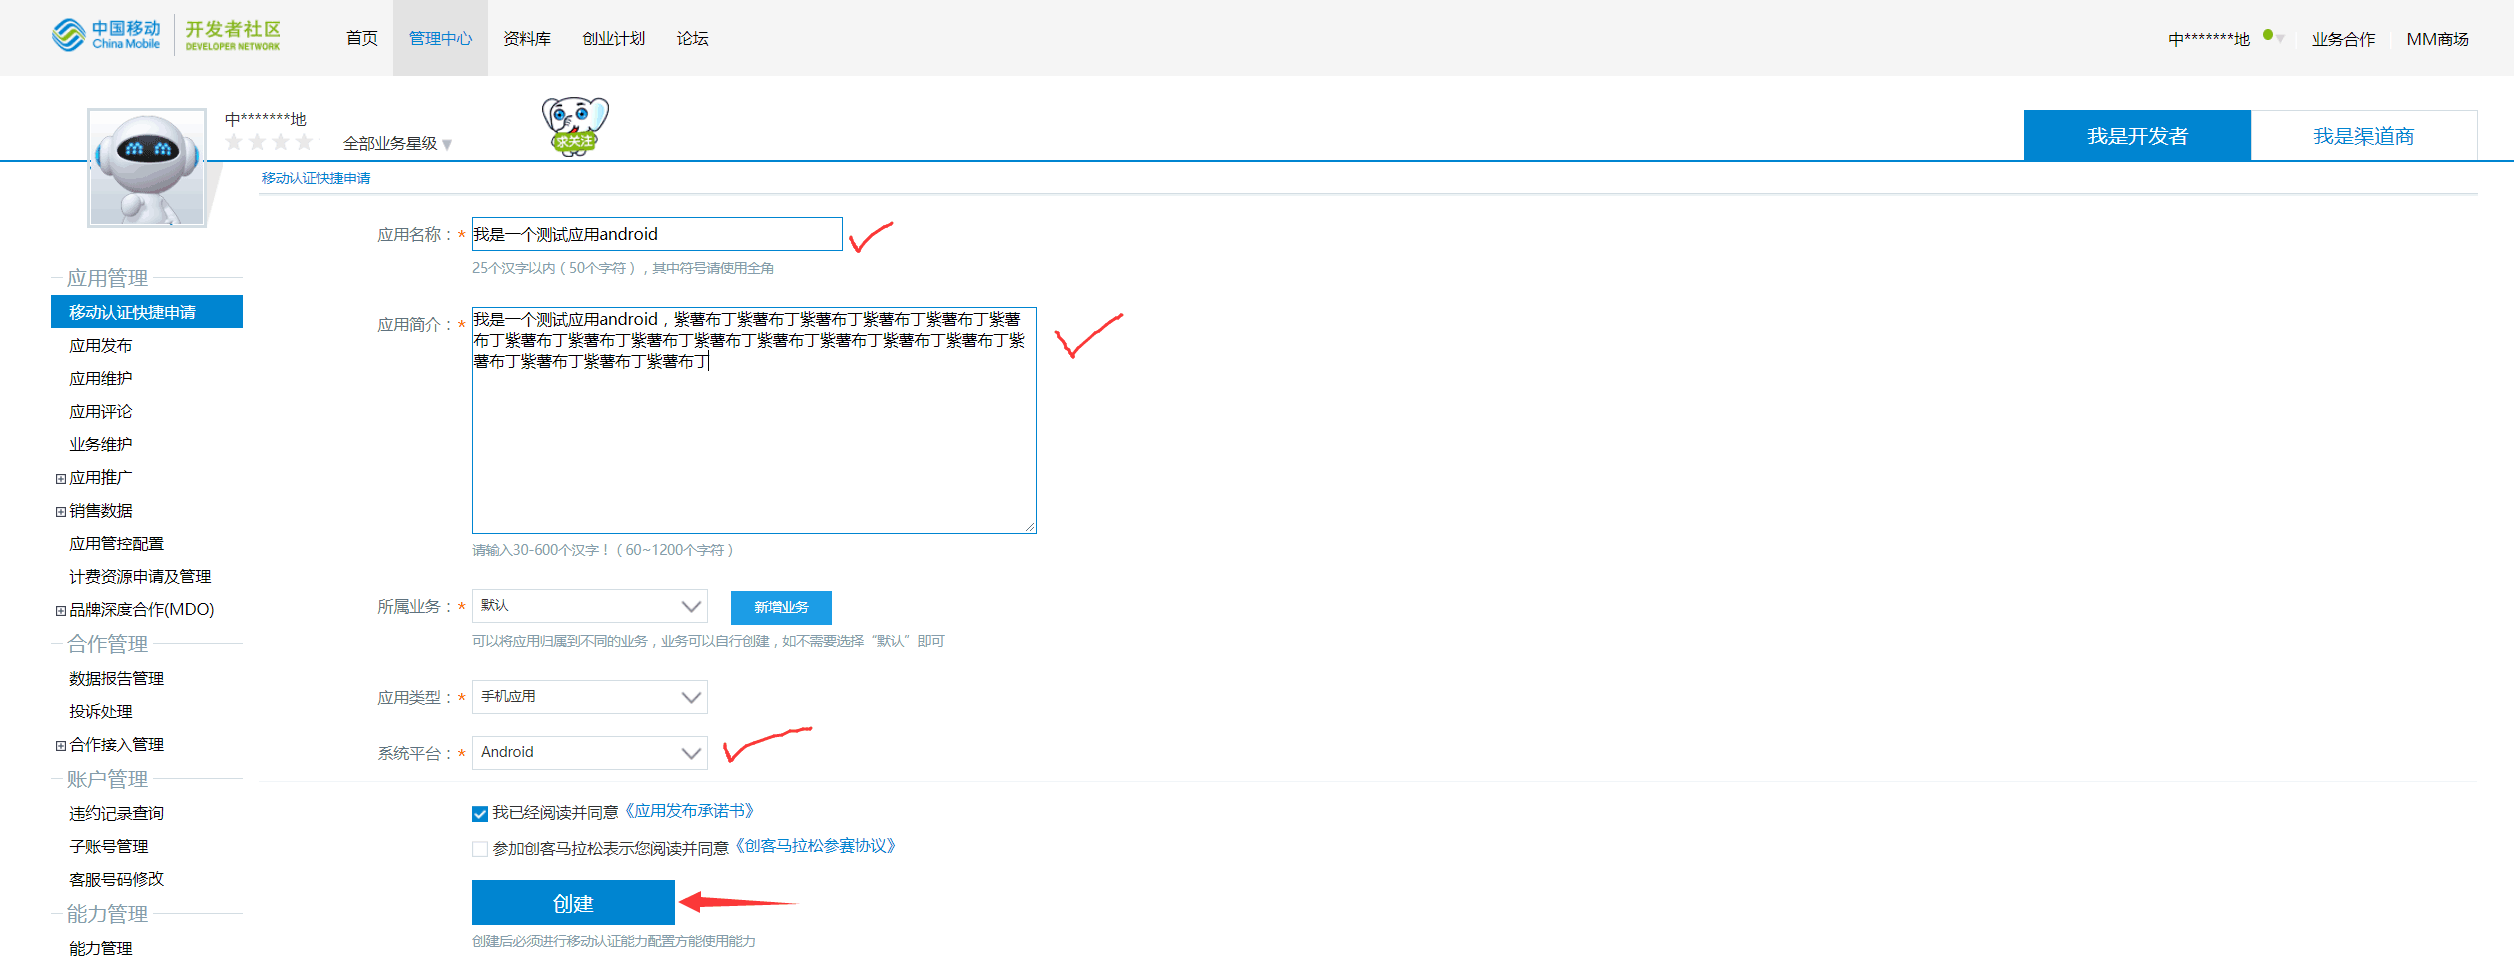 中国移动 China Mobile 开发者社区 DEVELOPER NETWORK
首页 管理中心 资料库 创业计划 论坛
中*******地 业务合作 MM商场
中*******地
全部业务星级
求关注
我是开发者 我是渠道商
移动认证快捷申请
应用管理
移动认证快捷申请
应用发布
应用维护
应用评论
业务维护
应用推广
销售数据
应用管控配置
计费资源申请及管理
品牌深度合作(MDO)
合作管理
数据报告管理
投诉处理
合作接入管理
账户管理
违约记录查询
子账号管理
客服号码修改
能力管理
能力管理
应用名称：* 我是一个测试应用android
25个汉字以内（50个字符），其中符号请使用全角
应用简介：* 我是一个测试应用android，紫薯布丁紫薯布丁紫薯布丁紫薯布丁紫薯布丁紫薯
布丁紫薯布丁紫薯布丁紫薯布丁紫薯布丁紫薯布丁紫薯布丁紫薯布丁紫薯布丁紫
薯布丁紫薯布丁紫薯布丁紫薯布丁
请输入30-600个汉字！（60~1200个字符）
所属业务：* 默认 新增业务
可以将应用归属到不同的业务，业务可以自行创建，如不需要选择“默认”即可
应用类型：* 手机应用
系统平台：* Android
我已经阅读并同意《应用发布承诺书》
参加创客马拉松表示您阅读并同意《创客马拉松参赛协议》
创建
创建后必须进行移动认证能力配置方能使用能力